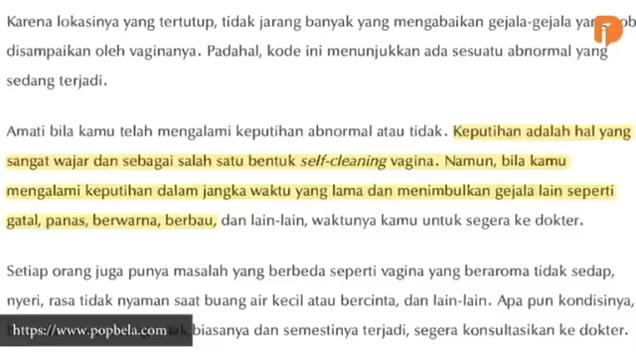 Karena lokasinya yang tertutup, tidak jarang banyak yang mengabaikan gejala-gejala yang
disampaikan oleh vaginanya. Padahal, kode ini menunjukkan ada sesuatu abnormal yang
sedang terjadi.
Amati bila kamu telah mengalami keputihan abnormal atau tidak. Keputihan adalah hal yang
sangat wajar dan sebagai salah satu bentuk self-cleaning vagina. Namun, bila kamu
mengalami keputihan dalam jangka waktu yang lama dan menimbulkan gejala lain seperti
gatal, panas, berwarna, berbau, dan lain-lain, waktunya kamu untuk segera ke dokter.
Setiap orang juga punya masalah yang berbeda seperti vagina yang beraroma tidak sedap,
nyeri, rasa tidak nyaman saat buang air kecil atau bercinta, dan lain-lain. Apa pun kondisinya,
https://www.popbela.com biasanya dan semestinya terjadi, segera konsultasikan ke dokter.